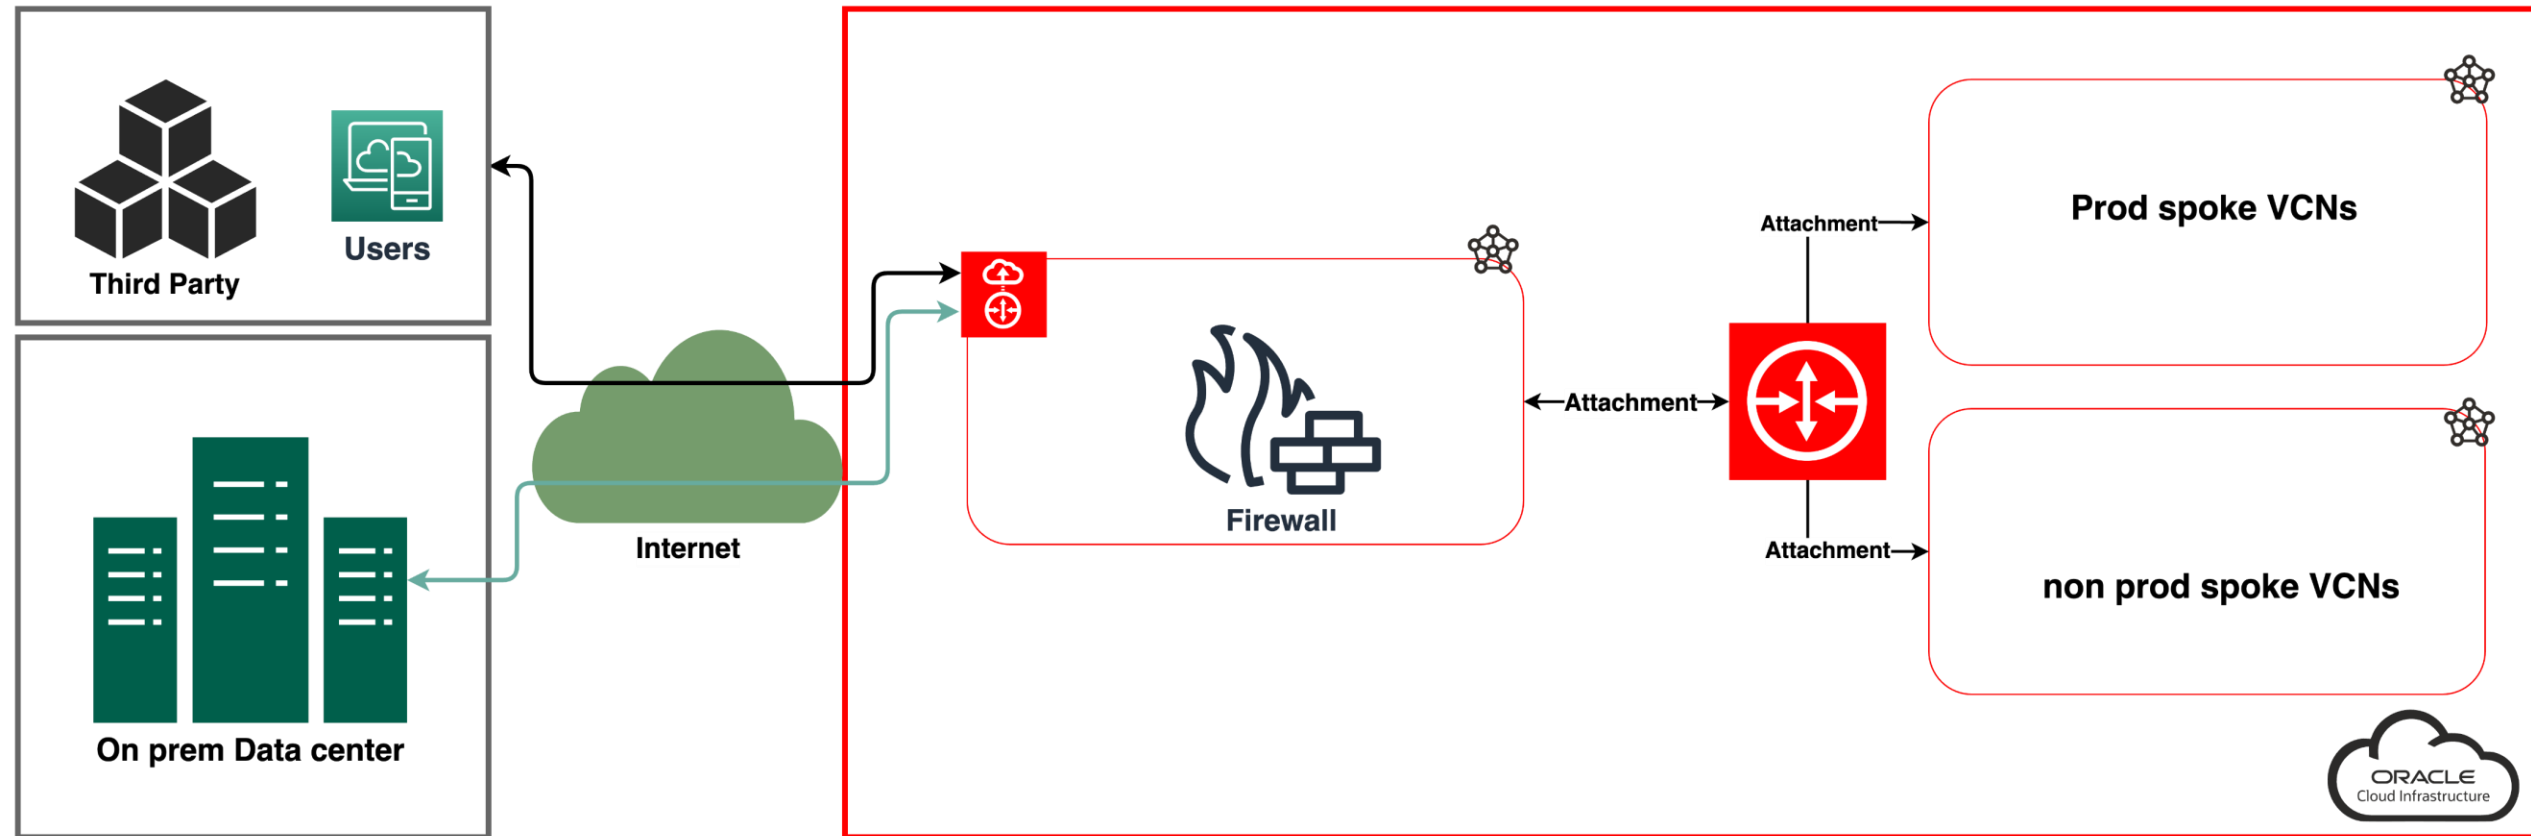 Third Party
Users
On prem Data center
Internet
Firewall
Attachment
Attachment
Attachment
Prod spoke VCNs
non prod spoke VCNs
ORACLE
Cloud Infrastructure